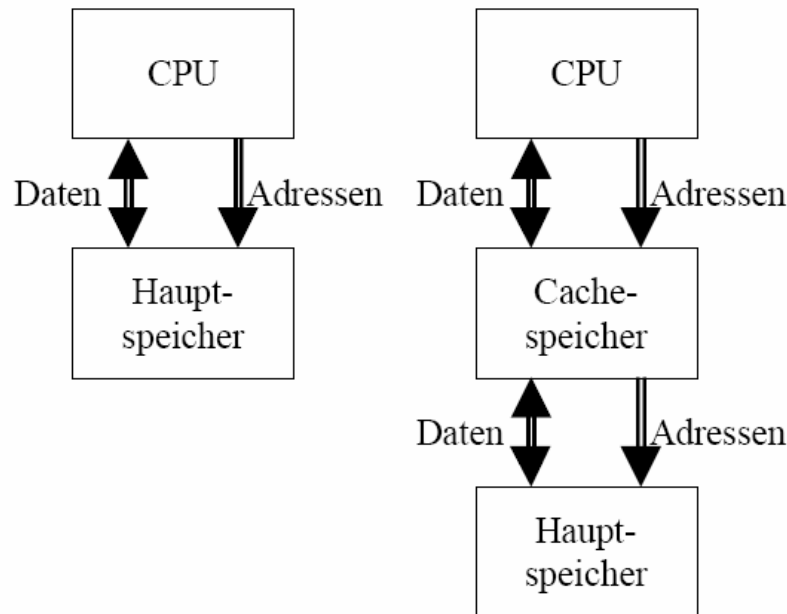 CPU
Daten
Adressen
Haupt-
speicher
CPU
Daten
Adressen
Cache-
speicher
Daten
Adressen
Haupt-
speicher